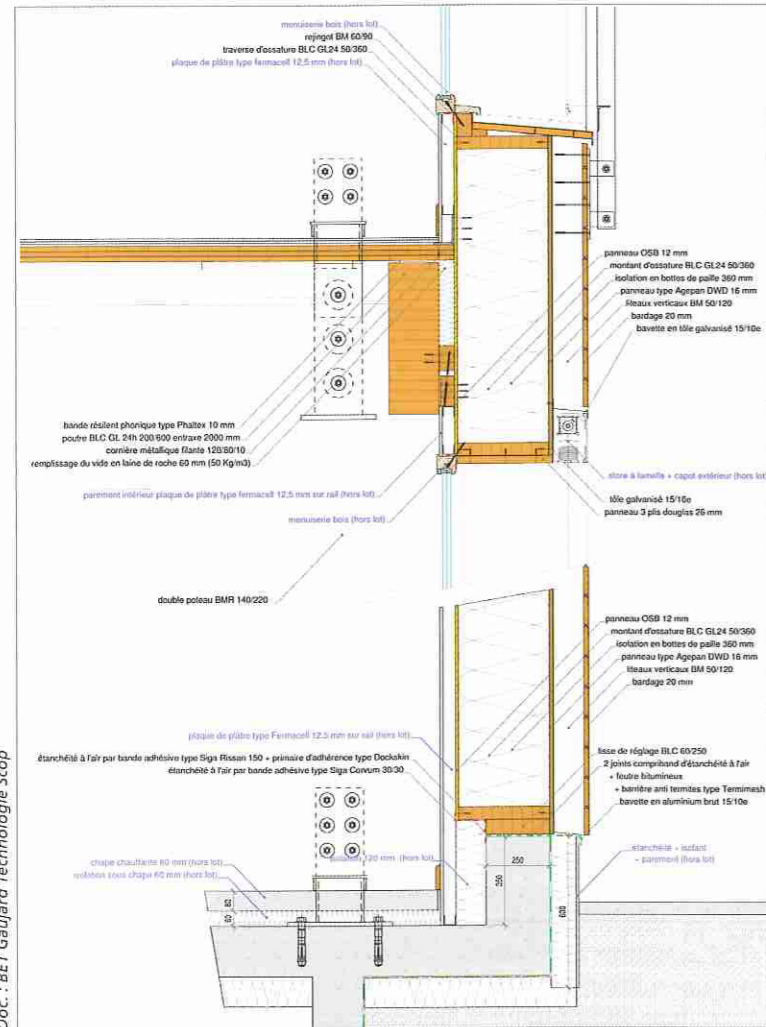 menuiserie bois (hors lot)
rejingot BM 60/90
traverse d'ossature BLC GL24 50/360
plaque de plâtre type fermacell 12,5 mm (hors lot)
panneau OSB 12 mm
montant d'ossature BLC GL24 50/360
isolation en bottes de paille 360 mm
panneau type Agepan DWD 16 mm
liteaux verticaux BM 50/120
bardage 20 mm
bavette en tôle galvanisé 15/10e
bande résilent phonique type Phaltex 10 mm
poutre BLC GL 24h 200/600 entraxe 2000 mm
cornière métallique filante 120/80/10
remplissage du vide en laine de roche 60 mm (50 Kg/m3)
parement intérieur plaque de plâtre type fermacell 12,5 mm sur rail (hors lot)
menuiserie bois (hors lot)
store à lamelle + capot extérieur (hors lot)
tôle galvanisé 15/10e
panneau 3 plis douglas 26 mm
double poteau BMR 140/220
panneau OSB 12 mm
montant d'ossature BLC GL24 50/360
isolation en bottes de paille 360 mm
panneau type Agepan DWD 16 mm
liteaux verticaux BM 50/120
bardage 20 mm
plaque de plâtre type Fermacell 12,5 mm sur rail (hors lot)
étanchéité à l'air par bande adhésive type Siga Rissan 150 + primaire d'adhérence type Dockskin
étanchéité à l'air par bande adhésive type Siga Corvum 30/30
lisse de réglage BLC 60/250
2 joints compriband d'étanchéité à l'air
+ feutre bitumineux
+ barrière anti termites type Termimesh
bavette en aluminium brut 15/10e
chape chauffante 80 mm (hors lot)
isolation sous chape 60 mm (hors lot)
isolation 120 mm (hors lot)
étanchéité + isolant
+ parement (hors lot)
250
250
600
80
60
Doc. : BET Gaujard Technologie Scop